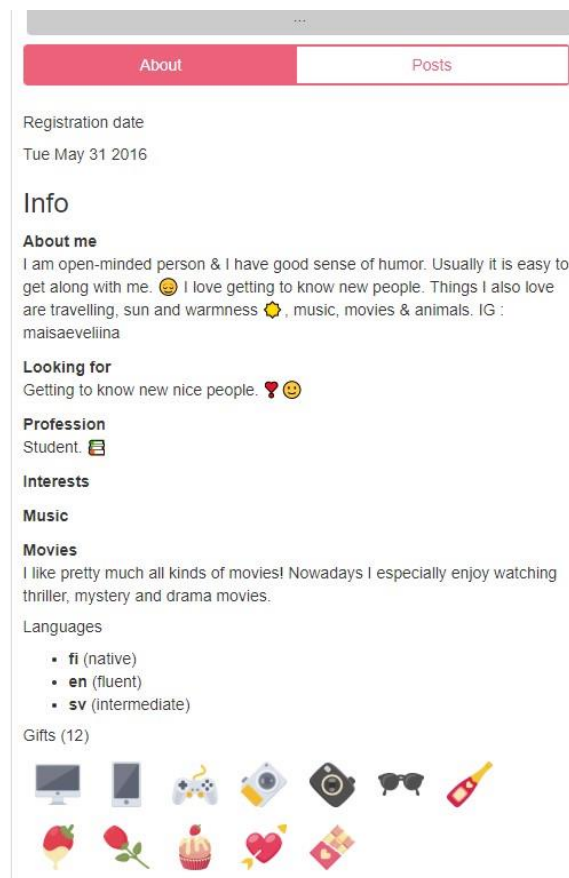 ...
About Posts
Registration date
Tue May 31 2016
Info
About me
I am open-minded person & I have good sense of humor. Usually it is easy to
get along with me. 😌 I love getting to know new people. Things I also love
are travelling, sun and warmness ☀ , music, movies & animals. IG :
maisaeveliina
Looking for
Getting to know new nice people. ❣🙂
Profession
Student. 📚
Interests
Music
Movies
I like pretty much all kinds of movies! Nowadays I especially enjoy watching
thriller, mystery and drama movies.
Languages
• fi (native)
• en (fluent)
• sv (intermediate)
Gifts (12)